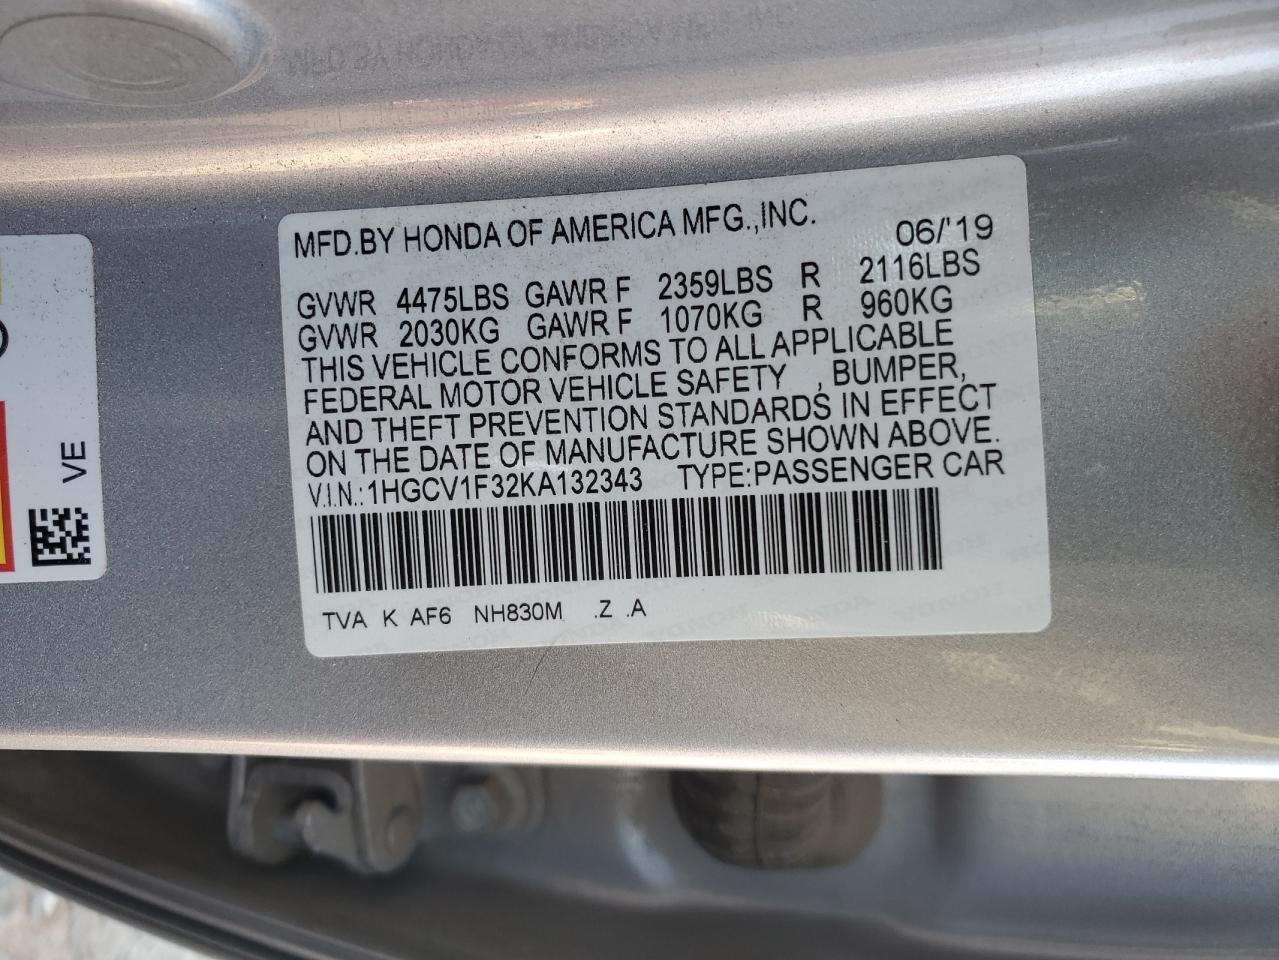 MFD.BY HONDA OF AMERICA MFG.,INC. 06/'19
GVWR 4475LBS GAWR F 2359LBS R 2116LBS
GVWR 2030KG GAWR F 1070KG R 960KG
THIS VEHICLE CONFORMS TO ALL APPLICABLE
FEDERAL MOTOR VEHICLE SAFETY , BUMPER,
AND THEFT PREVENTION STANDARDS IN EFFECT
ON THE DATE OF MANUFACTURE SHOWN ABOVE.
V.I.N.:1HGCV1F32KA132343 TYPE:PASSENGER CAR
TVA K AF6 NH830M .Z .A
VE